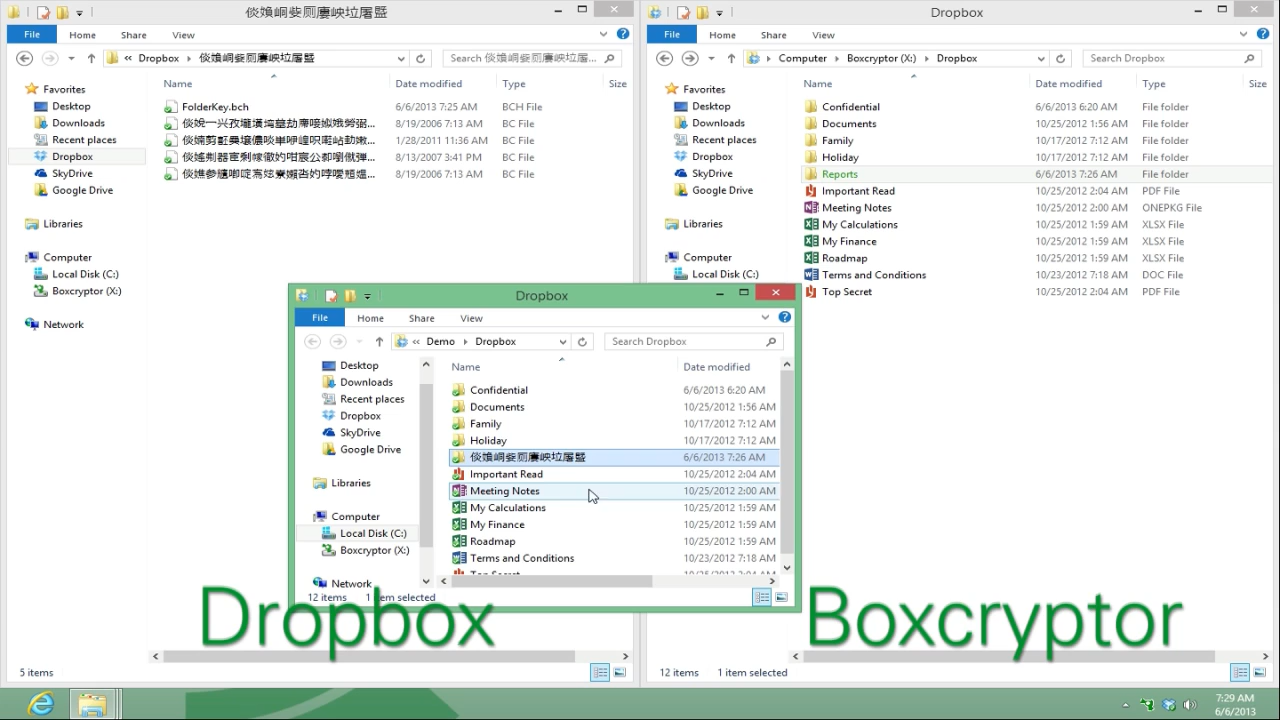 File
Home
Share
View
« Dropbox
Search
Favorites
Desktop
Downloads
Recent places
Dropbox
SkyDrive
Google Drive
Libraries
Computer
Local Disk (C:)
Boxcryptor (X:)
Network
Name Date modified Type Size
FolderKey.bch 6/6/2013 7:25 AM BCH File
8/19/2006 7:13 AM BC File
1/28/2011 11:36 AM BC File
8/13/2007 3:41 PM BC File
8/19/2006 7:13 AM BC File
5 items
Dropbox
File
Home
Share
View
Computer Boxcryptor (X:) Dropbox
Search Dropbox
Favorites
Desktop
Downloads
Recent places
Dropbox
SkyDrive
Google Drive
Libraries
Computer
Local Disk (C:)
Name Date modified Type Size
Confidential 6/6/2013 6:20 AM File folder
Documents 10/25/2012 1:56 AM File folder
Family 10/17/2012 7:12 AM File folder
Holiday 10/17/2012 7:12 AM File folder
Reports 6/6/2013 7:26 AM File folder
Important Read 10/25/2012 2:04 AM PDF File
Meeting Notes 10/25/2012 2:00 AM ONEPKG File
My Calculations 10/25/2012 1:59 AM XLSX File
My Finance 10/25/2012 1:59 AM XLSX File
Roadmap 10/25/2012 1:59 AM XLSX File
Terms and Conditions 10/23/2012 7:18 AM DOC File
Top Secret 10/25/2012 2:04 AM PDF File
12 items 1 item selected
Dropbox
File
Home
Share
View
« Demo Dropbox
Search Dropbox
Desktop
Downloads
Recent places
Dropbox
SkyDrive
Google Drive
Libraries
Computer
Local Disk (C:)
Boxcryptor (X:)
Network
Name Date modified
Confidential 6/6/2013 6:20 AM
Documents 10/25/2012 1:56 AM
Family 10/17/2012 7:12 AM
Holiday 10/17/2012 7:12 AM
6/6/2013 7:26 AM
Important Read 10/25/2012 2:04 AM
Meeting Notes 10/25/2012 2:00 AM
My Calculations 10/25/2012 1:59 AM
My Finance 10/25/2012 1:59 AM
Roadmap 10/25/2012 1:59 AM
Terms and Conditions 10/23/2012 7:18 AM
Top Secret 10/25/2012 2:04 AM
12 items 1 item selected
Dropbox
Boxcryptor
7:29 AM
6/6/2013